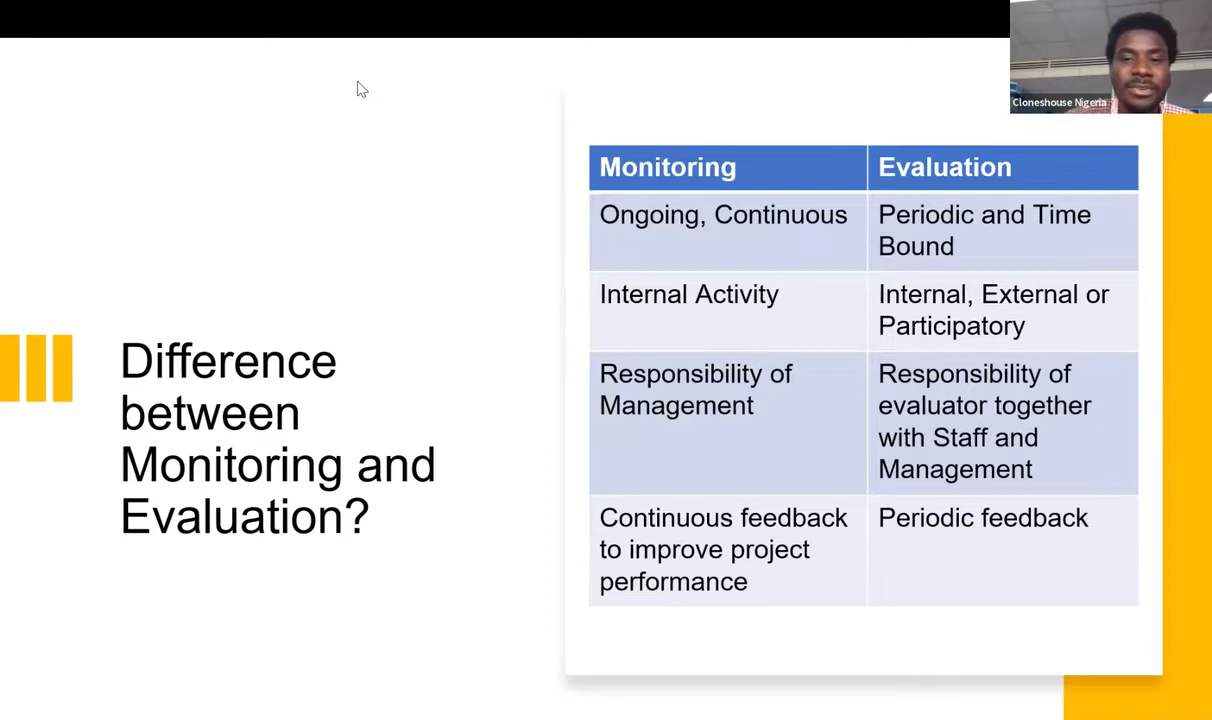 Cloneshouse Nigeria
Difference
between
Monitoring and
Evaluation?
Monitoring
Evaluation
Ongoing, Continuous
Periodic and Time
Bound
Internal Activity
Internal, External or
Participatory
Responsibility of
Management
Responsibility of
evaluator together
with Staff and
Management
Continuous feedback
to improve project
performance
Periodic feedback